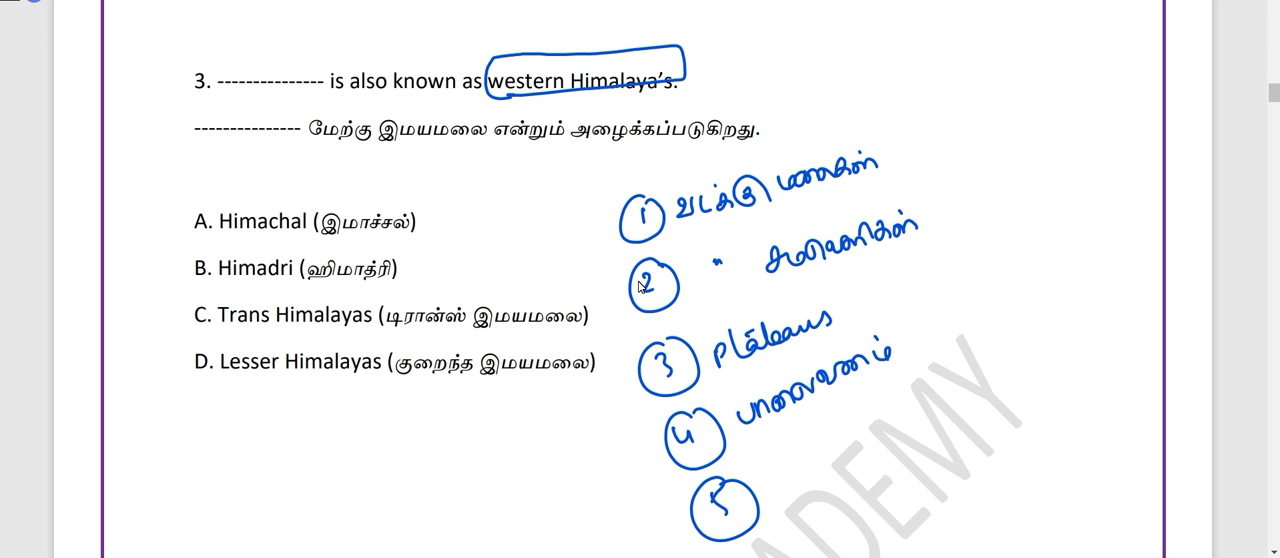 3. --------------- is also known as western Himalaya's.
--------------- மேற்கு இமயமலை என்றும் அழைக்கப்படுகிறது.
A. Himachal (இமாச்சல்)
B. Himadri (ஹிமாத்ரி)
C. Trans Himalayas (டிரான்ஸ் இமயமலை)
D. Lesser Himalayas (குறைந்த இமயமலை)
1 வடக்கு மலைகள்
2 " சமவெளிகள்
3 plateaus
4 பாலைவனம்
5
ADEMY